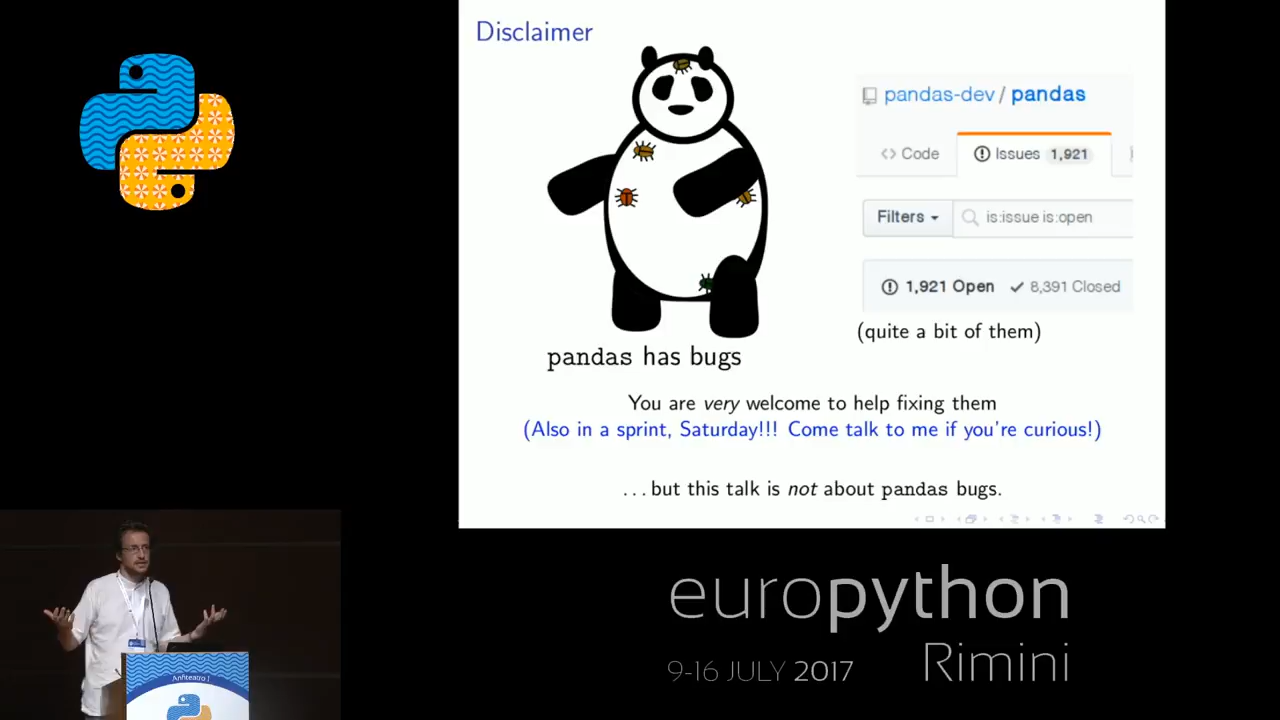 Disclaimer
pandas-dev / pandas
Code
Issues 1,921
Filters
is:issue is:open
1,921 Open
8,391 Closed
(quite a bit of them)
pandas has bugs
You are very welcome to help fixing them
(Also in a sprint, Saturday!!! Come talk to me if you're curious!)
...but this talk is not about pandas bugs.
europython
9-16 JULY 2017
Rimini
Anfiteatro 1